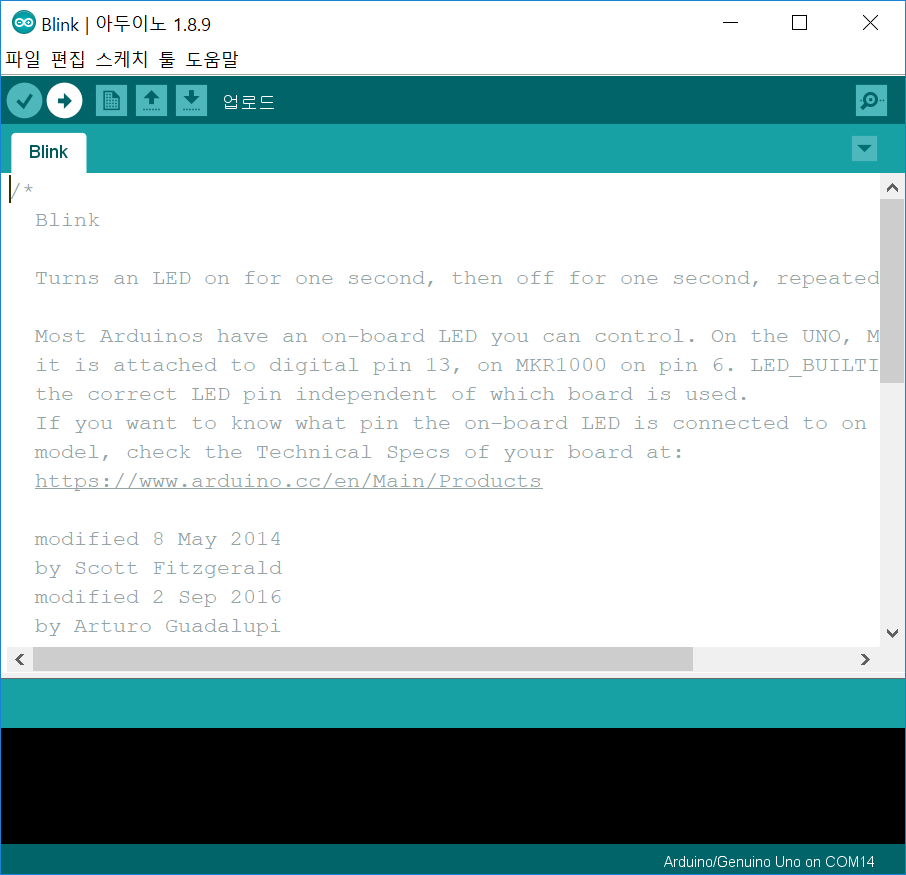 Blink | 아두이노 1.8.9
파일 편집 스케치 툴 도움말
업로드
Blink
/*
Blink
Turns an LED on for one second, then off for one second, repeated
Most Arduinos have an on-board LED you can control. On the UNO, M
it is attached to digital pin 13, on MKR1000 on pin 6. LED_BUILTI
the correct LED pin independent of which board is used.
If you want to know what pin the on-board LED is connected to on
model, check the Technical Specs of your board at:
https://www.arduino.cc/en/Main/Products
modified 8 May 2014
by Scott Fitzgerald
modified 2 Sep 2016
by Arturo Guadalupi
Arduino/Genuino Uno on COM14